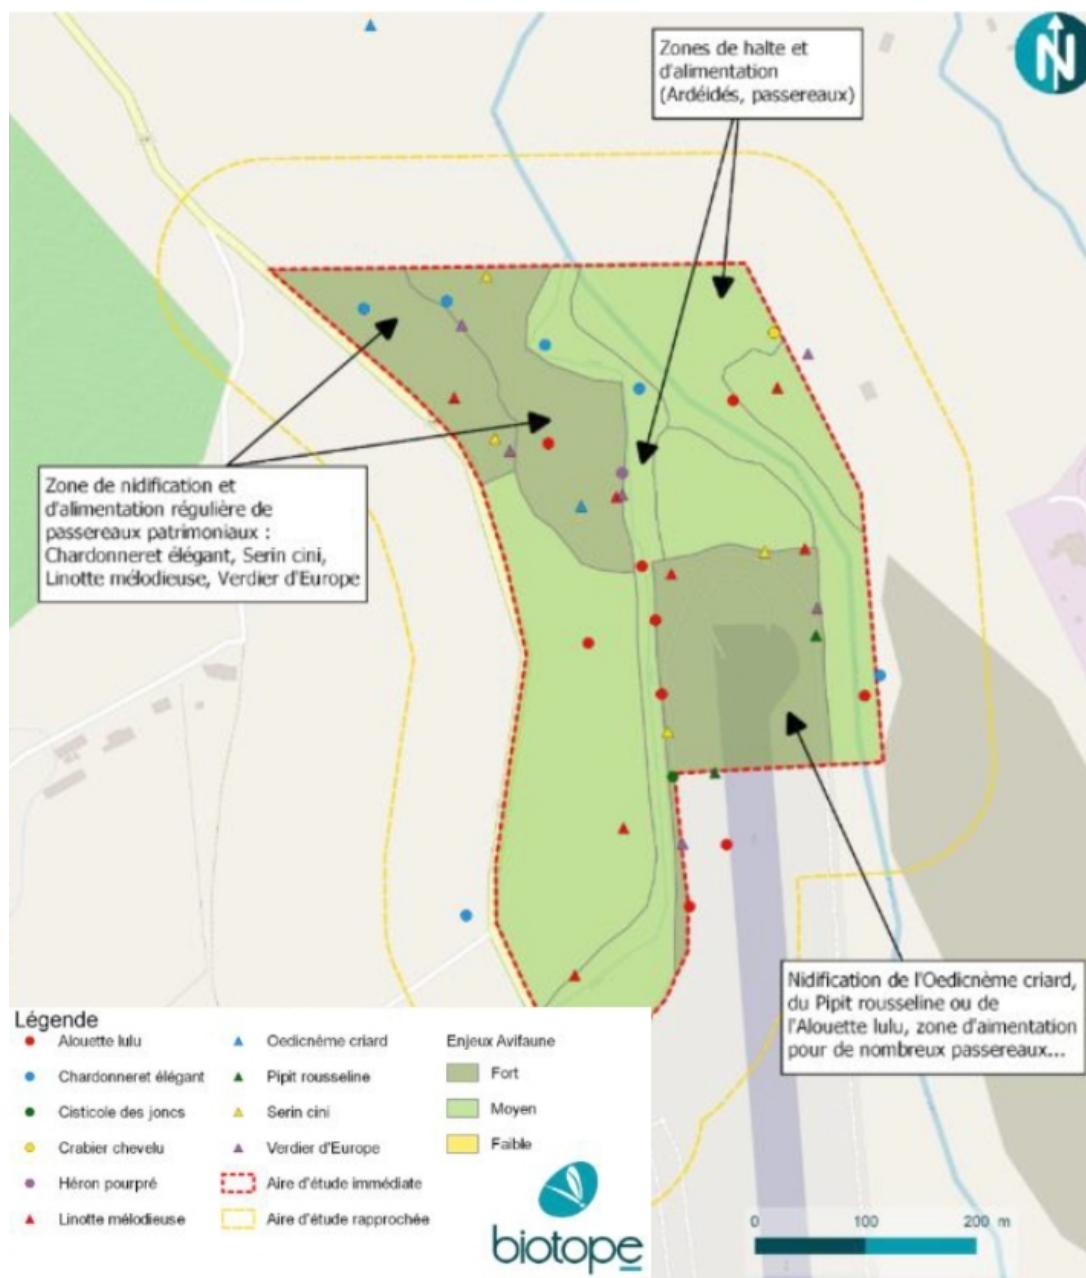 Zones de halte et
d'alimentation
(Ardéidés, passereaux)
N
Zone de nidification et
d'alimentation régulière de
passereaux patrimoniaux :
Chardonneret élégant, Serin cini,
Linotte mélodieuse, Verdier d'Europe
Nidification de l'Oedicnème criard,
du Pipit rousseline ou de
l'Alouette lulu, zone d'aimentation
pour de nombreux passereaux...
Légende
Alouette lulu
Chardonneret élégant
Cisticole des joncs
Crabier chevelu
Héron pourpré
Linotte mélodieuse
Oedicnème criard
Pipit rousseline
Serin cini
Verdier d'Europe
Aire d'étude immédiate
Aire d'étude rapprochée
Enjeux Avifaune
Fort
Moyen
Faible
biotope
0 100 200 m